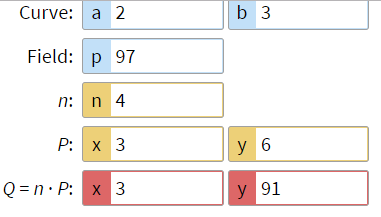 Curve: a 2 b 3
Field: p 97
n: n 4
P: x 3 y 6
Q = n · P: x 3 y 91